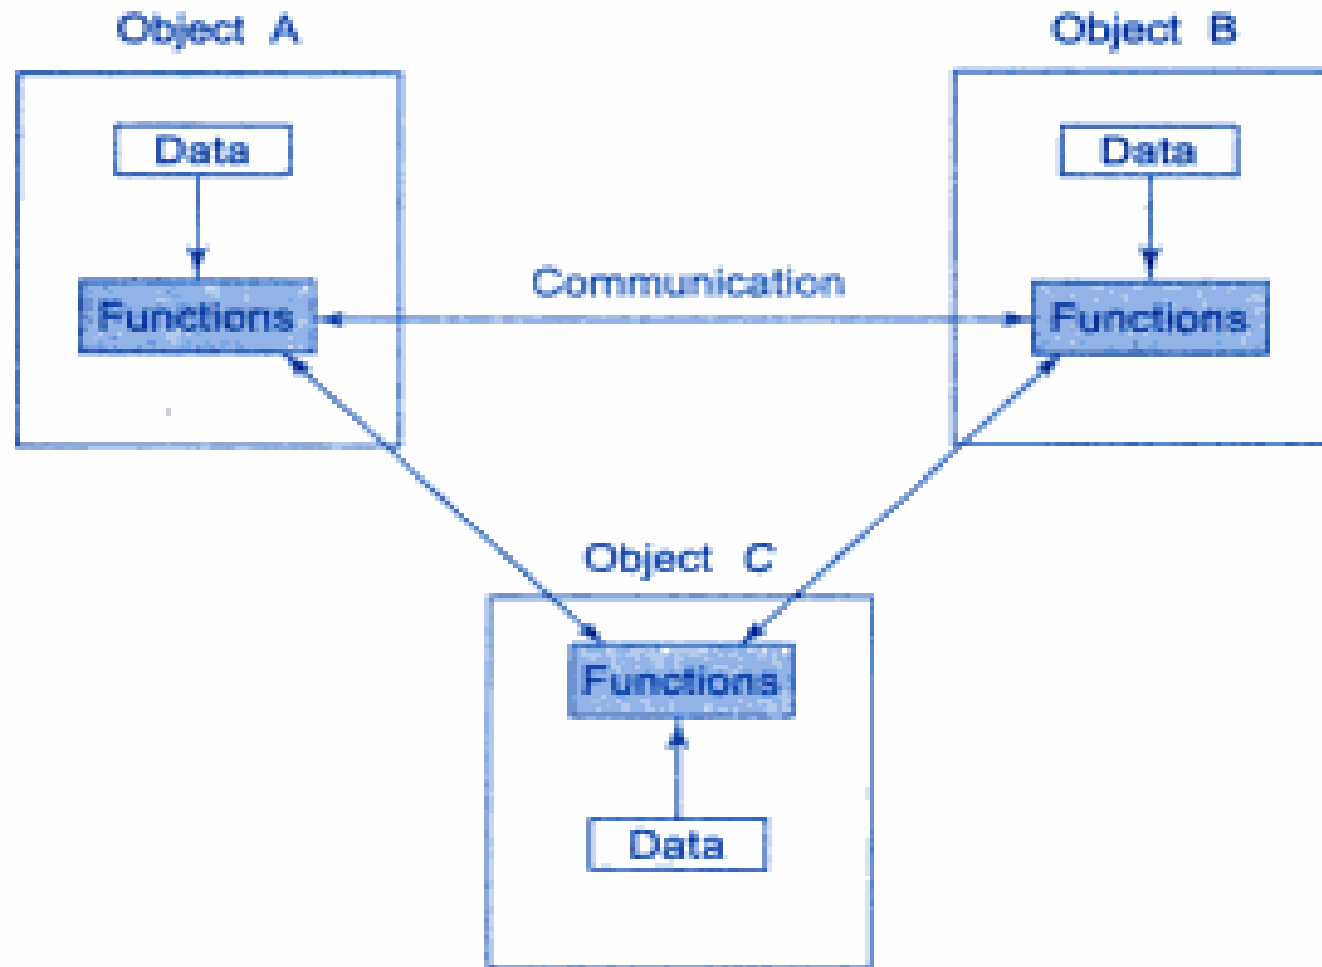 Object A
Object B
Data
Data
Communication
Functions
Functions
Object C
Functions
Data